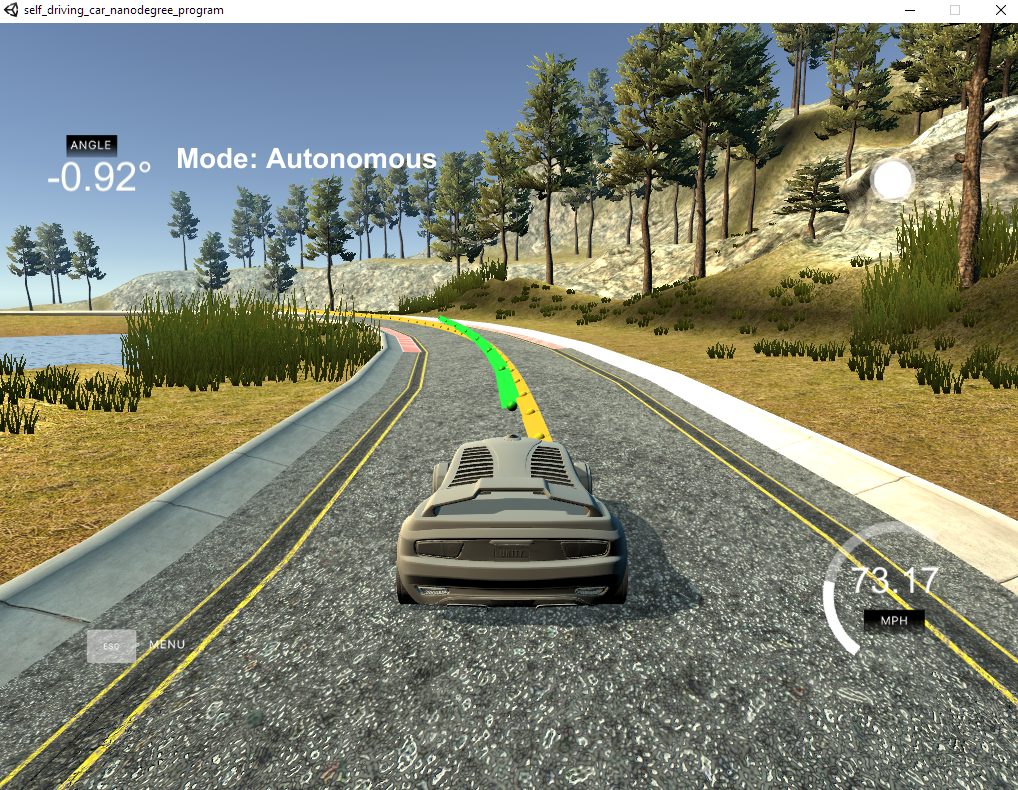 self_driving_car_nanodegree_program
ANGLE
-0.92°
Mode: Autonomous
73.17
MPH
ESC
MENU